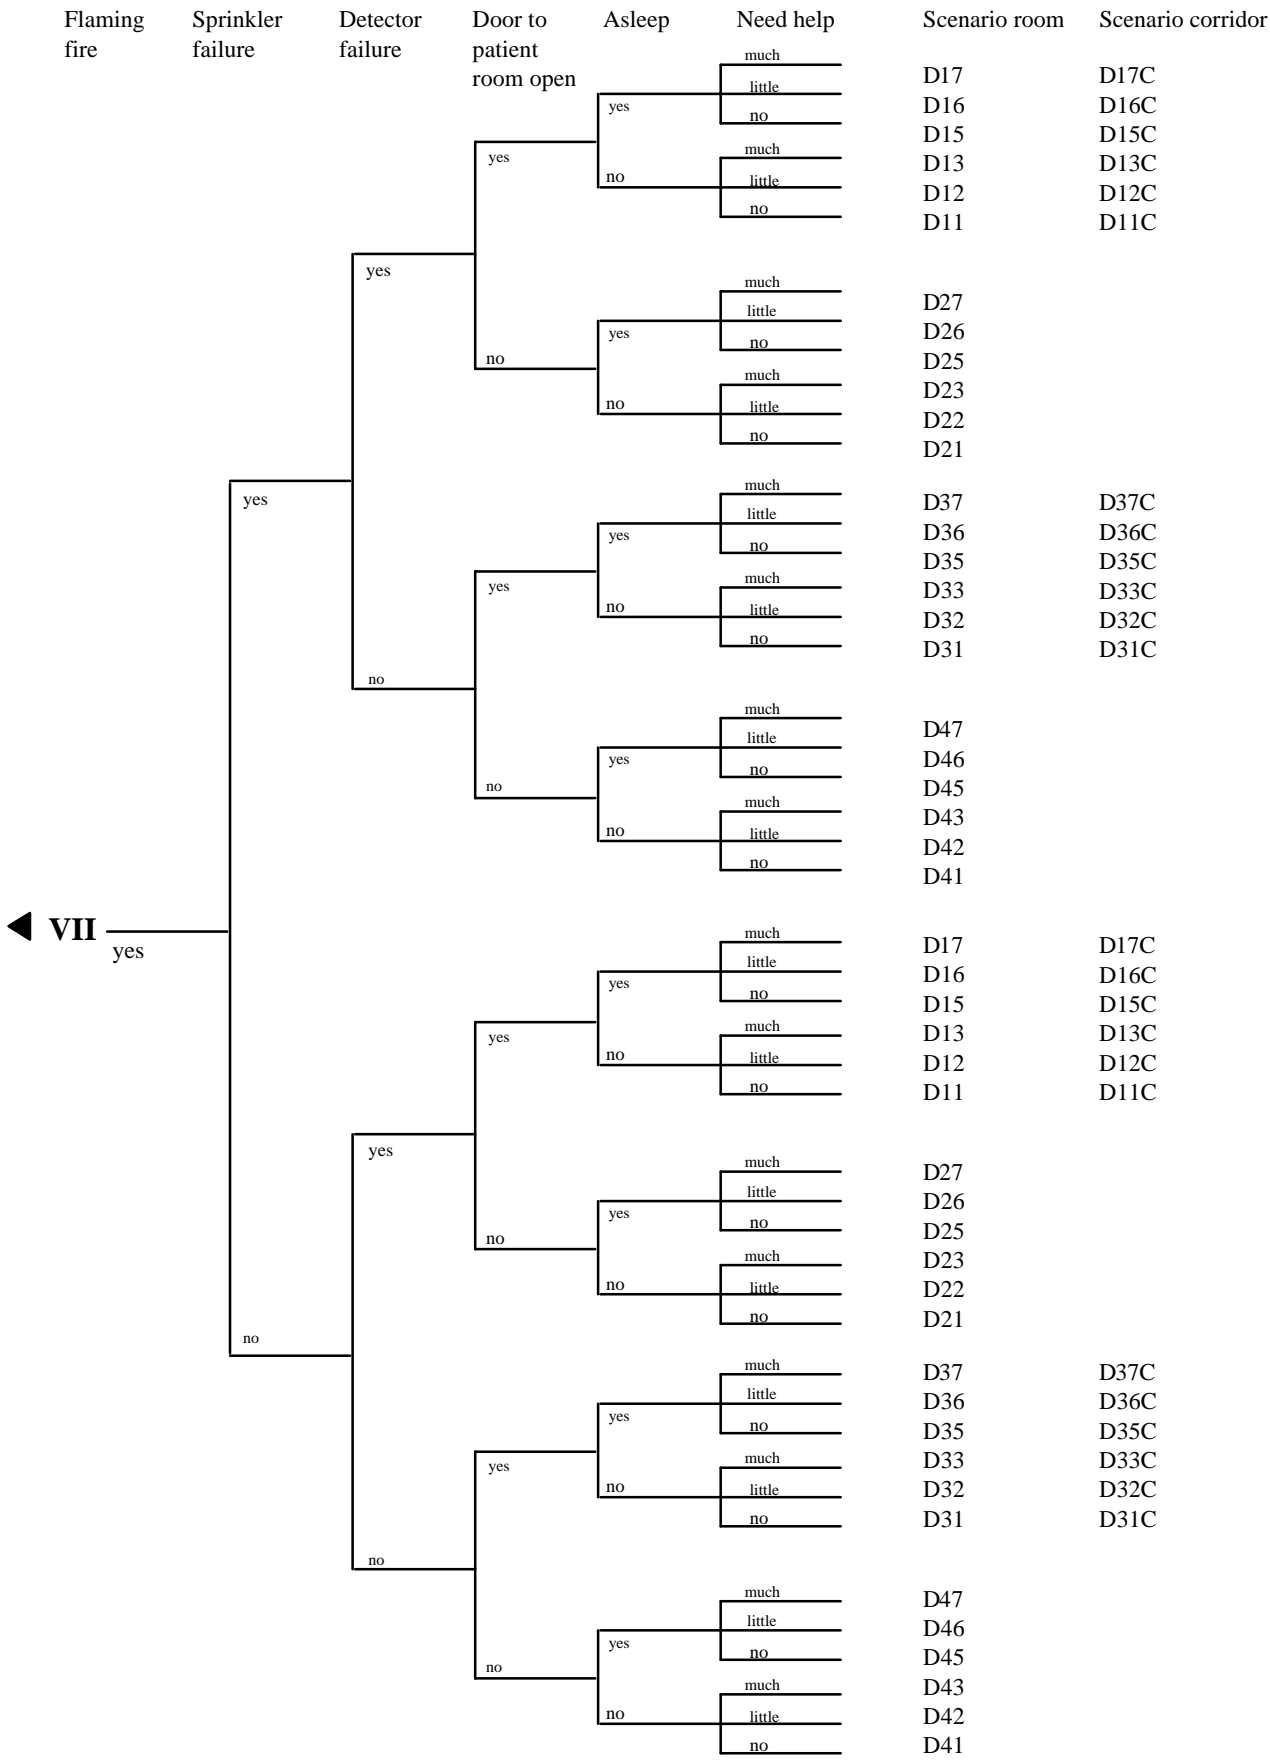 Flaming fire
Sprinkler failure
Detector failure
Door to patient room open
Asleep
Need help
Scenario room
Scenario corridor
much
D17 D17C
little
yes
D16 D16C
no
D15 D15C
yes
much
D13 D13C
no
little
D12 D12C
no
D11 D11C
yes
much
D27
little
D26
yes
no
D25
no
much
D23
no
little
D22
no
D21
yes
much
D37 D37C
little
D36 D36C
yes
no
D35 D35C
yes
much
D33 D33C
no
little
D32 D32C
no
D31 D31C
no
much
D47
little
D46
yes
no
D45
no
much
D43
no
little
D42
no
D41
VII
yes
much
D17 D17C
little
D16 D16C
yes
no
D15 D15C
yes
much
D13 D13C
no
little
D12 D12C
no
D11 D11C
yes
much
D27
little
D26
yes
no
D25
no
much
D23
no
little
D22
no
D21
no
much
D37 D37C
little
D36 D36C
yes
no
D35 D35C
yes
much
D33 D33C
no
little
D32 D32C
no
D31 D31C
no
much
D47
little
D46
yes
no
D45
no
much
D43
no
little
D42
no
D41